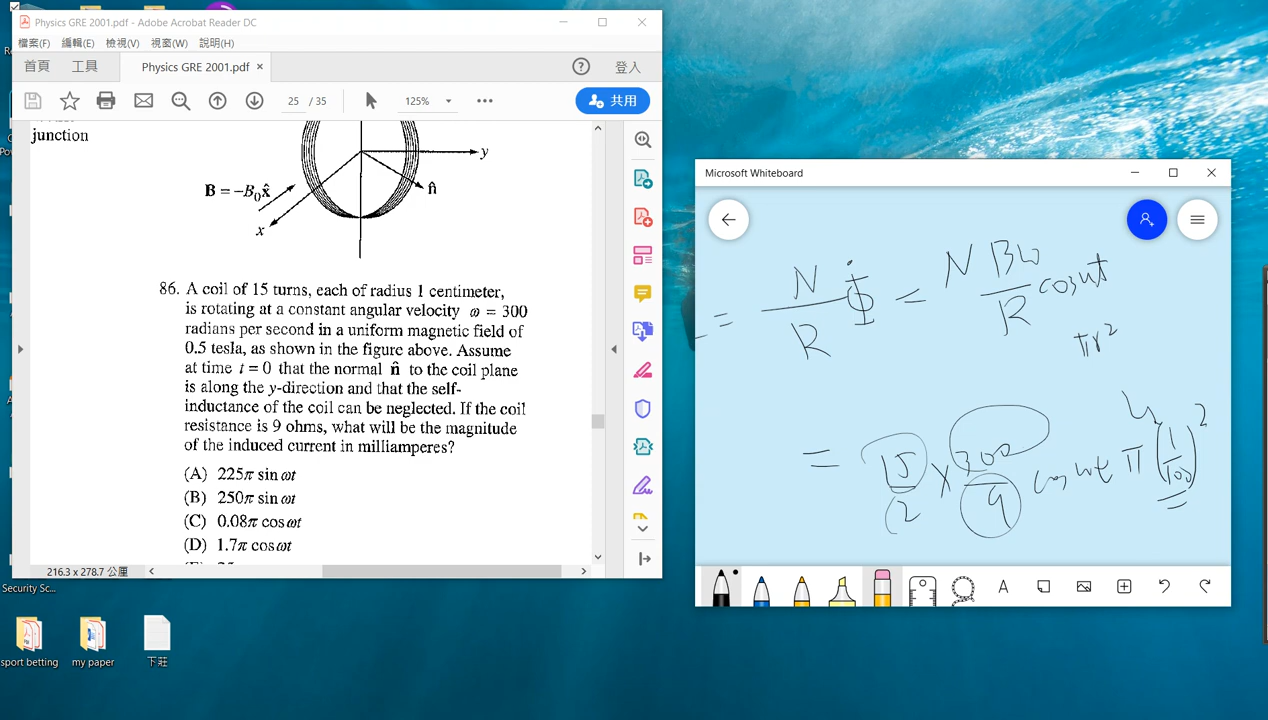 Physics GRE 2001.pdf - Adobe Acrobat Reader DC
檔案(F) 編輯(E) 檢視(V) 視窗(W) 說明(H)
首頁 工具 Physics GRE 2001.pdf × 登入
25 / 35 125% 共用
junction
y
B = −B₀x̂
n̂
x
86. A coil of 15 turns, each of radius 1 centimeter,
is rotating at a constant angular velocity ω = 300
radians per second in a uniform magnetic field of
0.5 tesla, as shown in the figure above. Assume
at time t = 0 that the normal n̂ to the coil plane
is along the y-direction and that the self-
inductance of the coil can be neglected. If the coil
resistance is 9 ohms, what will be the magnitude
of the induced current in milliamperes?
(A) 225π sin ωt
(B) 250π sin ωt
(C) 0.08π cos ωt
(D) 1.7π cos ωt
216.3 x 278.7 公厘
Microsoft Whiteboard
= N/R Φ̇ = N Bω/R cos ωt
πr²
= 15/2 × 300/9 cos ωt π (1/100)²
A
Security Sc...
sport betting my paper 下莊